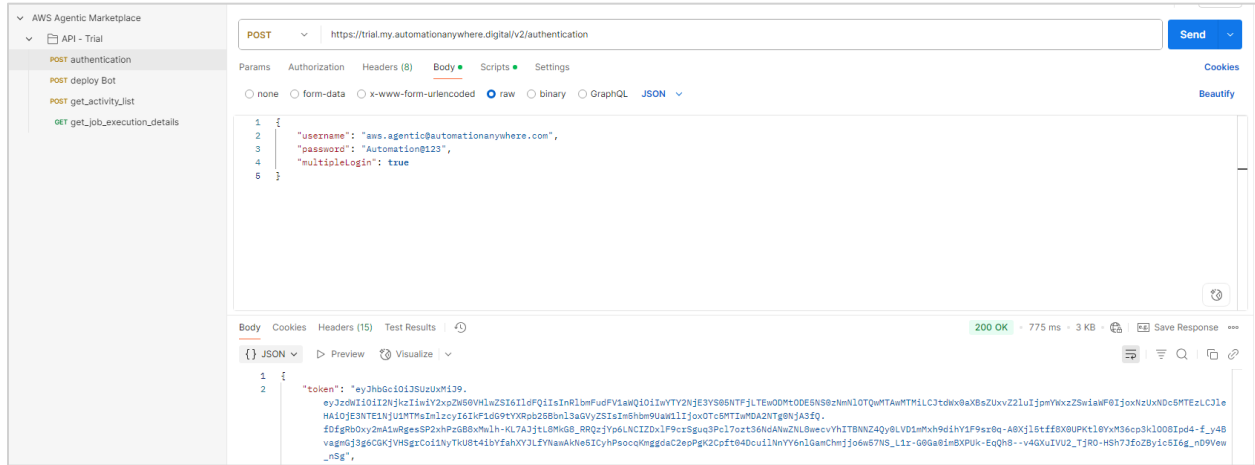 AWS Agentic Marketplace
API - Trial
POST authentication
POST deploy Bot
POST get_activity_list
GET get_job_execution_details
POST https://trial.my.automationanywhere.digital/v2/authentication Send
Params Authorization Headers (8) Body Scripts Settings Cookies
none form-data x-www-form-urlencoded raw binary GraphQL JSON Beautify
1 {
2 "username": "aws.agentic@automationanywhere.com",
3 "password": "Automation@123",
4 "multipleLogin": true
5 }
Body Cookies Headers (15) Test Results 200 OK 775 ms 3 KB e.g. Save Response
{} JSON Preview Visualize
1 {
2 "token": "eyJhbGciOiJSUzUxMiJ9.